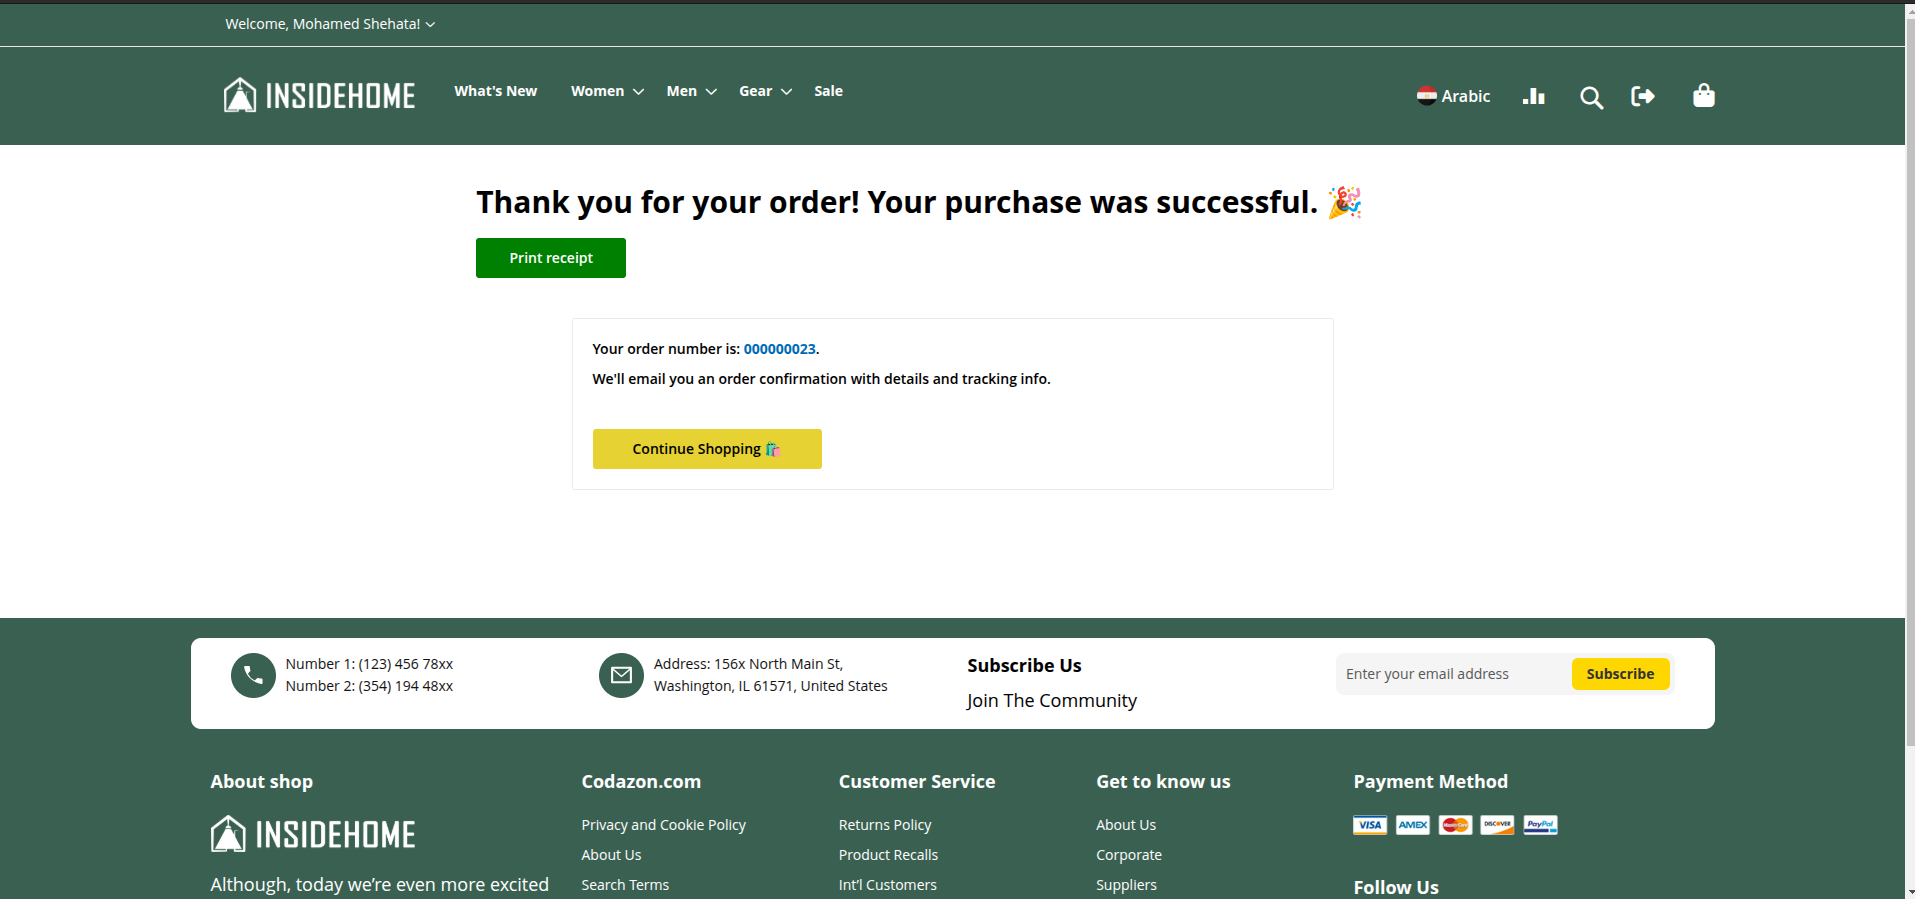 Welcome, Mohamed Shehata!
INSIDEHOME
What's New Women Men Gear Sale
Arabic
Thank you for your order! Your purchase was successful. 🎉
Print receipt
Your order number is: 000000023.
We'll email you an order confirmation with details and tracking info.
Continue Shopping 🛍️
Number 1: (123) 456 78xx
Number 2: (354) 194 48xx
Address: 156x North Main St,
Washington, IL 61571, United States
Subscribe Us
Join The Community
Enter your email address
Subscribe
About shop
INSIDEHOME
Although, today we’re even more excited
Codazon.com
Privacy and Cookie Policy
About Us
Search Terms
Customer Service
Returns Policy
Product Recalls
Int’l Customers
Get to know us
About Us
Corporate
Suppliers
Payment Method
VISA AMEX MasterCard DISCOVER PayPal
Follow Us